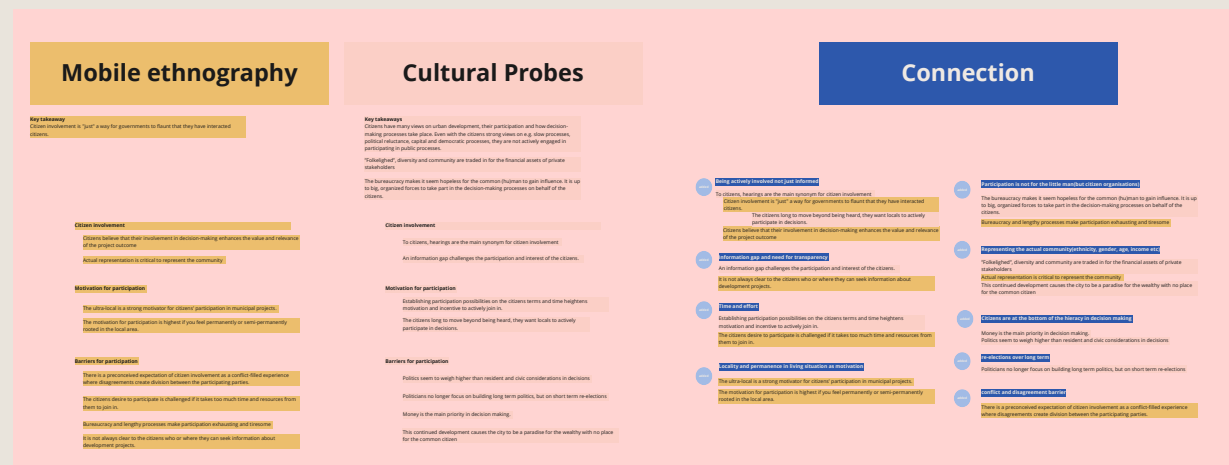 Mobile ethnography
Key takeaway
Citizen involvement is "just" a way for governments to flaunt that they have interacted
citizens.
Citizen involvement
Citizens believe that their involvement in decision-making enhances the value and relevance
of the project outcome
Actual representation is critical to represent the community
Motivation for participation
The ultra-local is a strong motivator for citizens' participation in municipal projects.
The motivation for participation is highest if you feel permanently or semi-permanently
rooted in the local area.
Barriers for participation
There is a preconceived expectation of citizen involvement as a conflict-filled experience
where disagreements create division between the participating parties.
The citizens desire to participate is challenged if it takes too much time and resources from
them to join in.
Bureaucracy and lengthy processes make participation exhausting and tiresome
It is not always clear to the citizens who or where they can seek information about
development projects.
Cultural Probes
Key takeaways
Citizens have many views on urban development, their participation and how decision-
making processes take place. Even with the citizens strong views on e.g. slow processes,
political reluctance, capital and democratic processes, they are not actively engaged in
participating in public processes.
"Folkelighed", diversity and community are traded in for the financial assets of private
stakeholders
The bureaucracy makes it seem hopeless for the common (hu)man to gain influence. It is up
to big, organized forces to take part in the decision-making processes on behalf of the
citizens.
Citizen involvement
To citizens, hearings are the main synonym for citizen involvement
An information gap challenges the participation and interest of the citizens.
Motivation for participation
Establishing participation possibilities on the citizens terms and time heightens
motivation and incentive to actively join in.
The citizens long to move beyond being heard, they want locals to actively
participate in decisions.
Barriers for participation
Politics seem to weigh higher than resident and civic considerations in decisions
Politicians no longer focus on building long term politics, but on short term re-elections
Money is the main priority in decision making.
This continued development causes the city to be a paradise for the wealthy with no place
for the common citizen
Connection
Being actively involved not just informed
To citizens, hearings are the main synonym for citizen involvement
Citizen involvement is "just" a way for governments to flaunt that they have interacted
citizens.
The citizens long to move beyond being heard, they want locals to actively
participate in decisions.
Citizens believe that their involvement in decision-making enhances the value and relevance
of the project outcome
Information gap and need for transparency
An information gap challenges the participation and interest of the citizens.
It is not always clear to the citizens who or where they can seek information about
development projects.
Time and effort
Establishing participation possibilities on the citizens terms and time heightens
motivation and incentive to actively join in.
The citizens desire to participate is challenged if it takes too much time and resources from
them to join in.
Locality and permanence in living situation as motivation
The ultra-local is a strong motivator for citizens' participation in municipal projects.
The motivation for participation is highest if you feel permanently or semi-permanently
rooted in the local area.
Participation is not for the little man(but citizen organisations)
The bureaucracy makes it seem hopeless for the common (hu)man to gain influence. It is up
to big, organized forces to take part in the decision-making processes on behalf of the
citizens.
Bureaucracy and lengthy processes make participation exhausting and tiresome
Representing the actual community(ethnicity, gender, age, income etc)
"Folkelighed", diversity and community are traded in for the financial assets of private
stakeholders
Actual representation is critical to represent the community
This continued development causes the city to be a paradise for the wealthy with no place
for the common citizen
Citizens are at the bottom of the hieracy in decision making
Money is the main priority in decision making.
Politics seem to weigh higher than resident and civic considerations in decisions
re-elections over long term
Politicians no longer focus on building long term politics, but on short term re-elections
conflict and disagreement barrier
There is a preconceived expectation of citizen involvement as a conflict-filled experience
where disagreements create division between the participating parties.